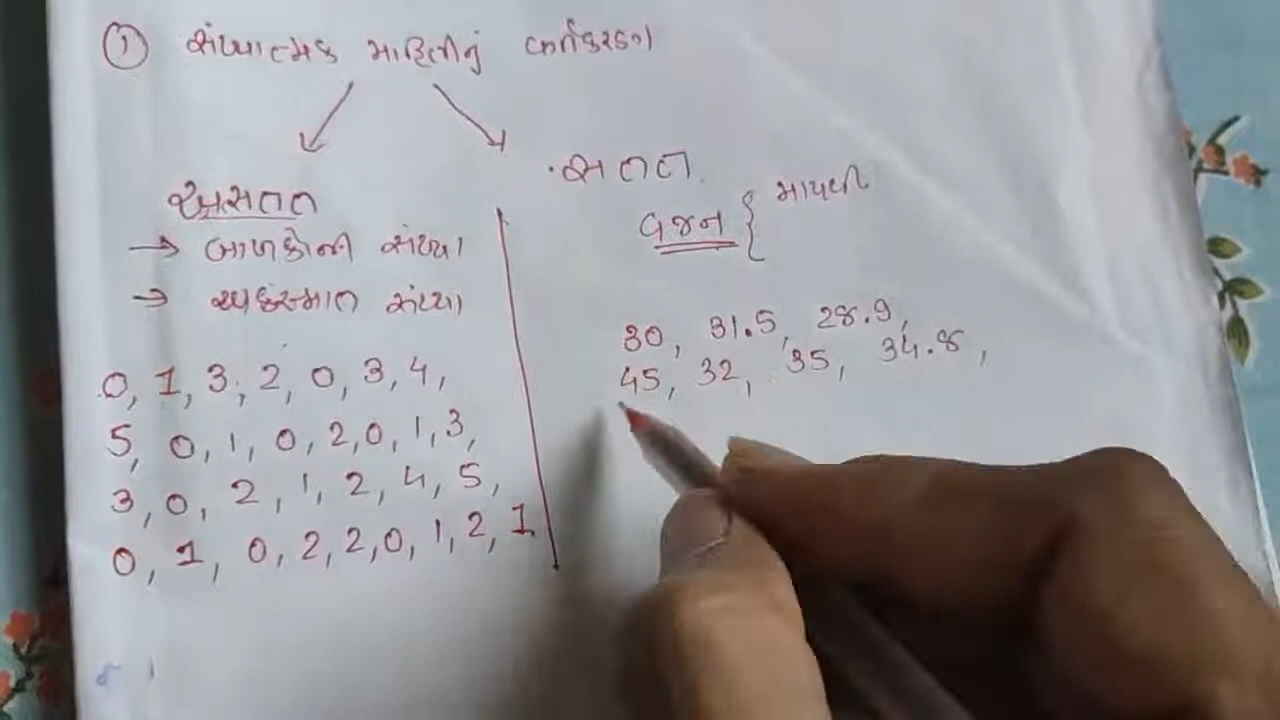 ① સંખ્યાત્મક માહિતીનું વર્ગીકરણ
અસતત
→ બાળકોની સંખ્યા
→ અકસ્માત સંખ્યા
0, 1, 3, 2, 0, 3, 4,
5, 0, 1, 0, 2, 0, 1, 3,
3, 0, 2, 1, 2, 4, 5,
0, 1, 0, 2, 2, 0, 1, 2, 1
· સતત
વજન { માપવી
30, 31.5, 28.9,
45, 32, 35, 34.8,